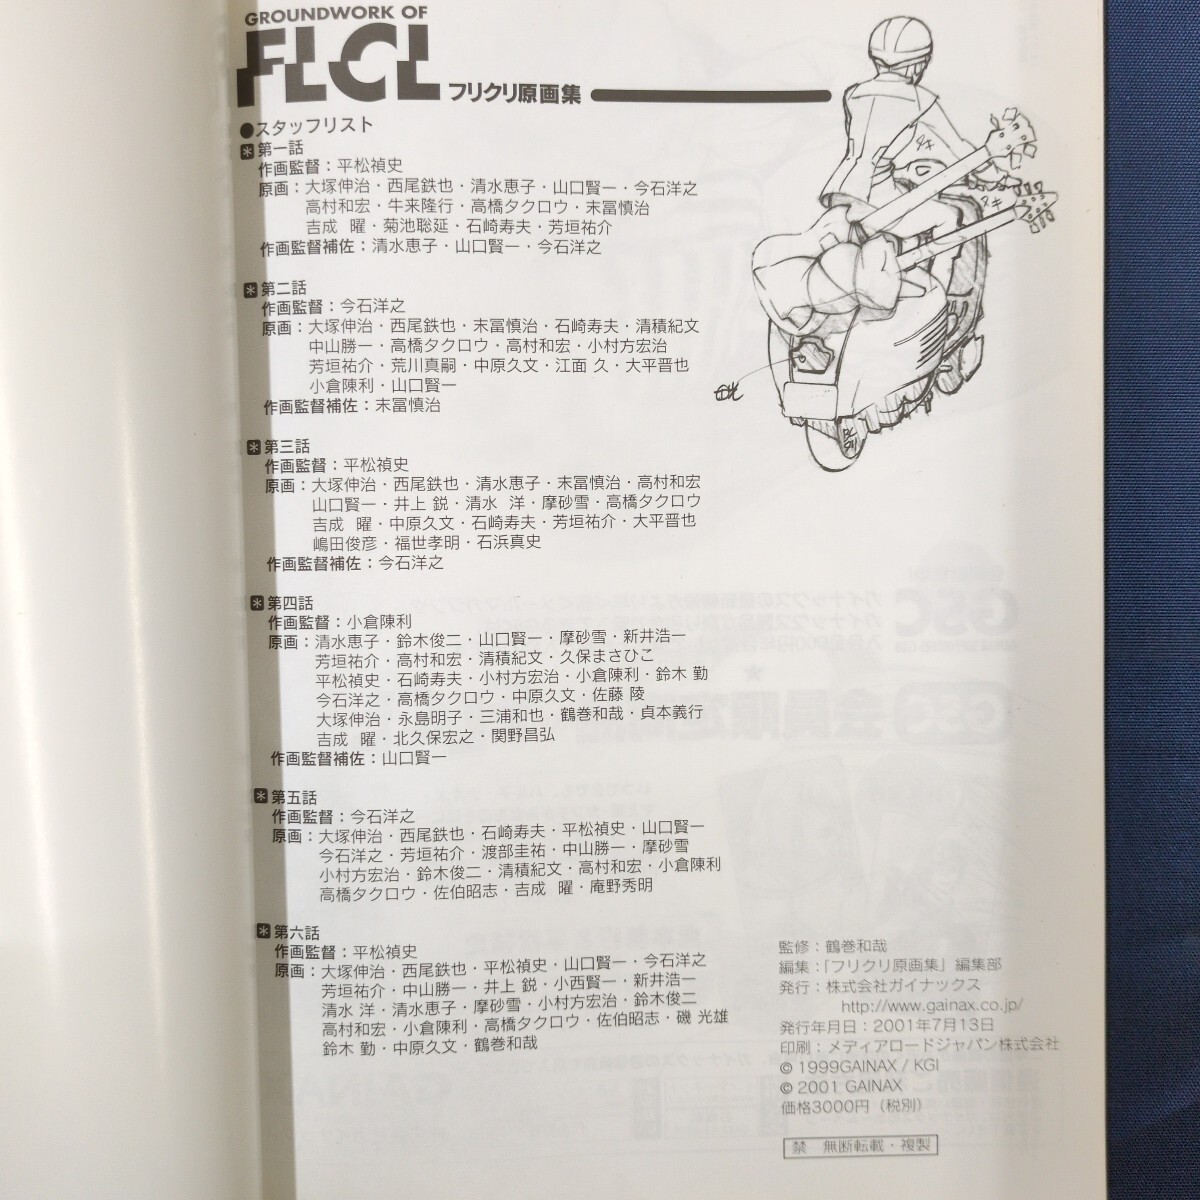 GROUNDWORK OF
FLCL フリクリ原画集
●スタッフリスト
* 第一話
作画監督：平松禎史
原画：大塚伸治・西尾鉄也・清水恵子・山口賢一・今石洋之
高村和宏・牛来隆行・高橋タクロウ・末冨慎治
吉成 曜・菊池聡延・石崎寿夫・芳垣祐介
作画監督補佐：清水恵子・山口賢一・今石洋之
* 第二話
作画監督：今石洋之
原画：大塚伸治・西尾鉄也・末冨慎治・石崎寿夫・清積紀文
中山勝一・高橋タクロウ・高村和宏・小村方宏治
芳垣祐介・荒川真嗣・中原久文・江面 久・大平晋也
小倉陳利・山口賢一
作画監督補佐：末冨慎治
* 第三話
作画監督：平松禎史
原画：大塚伸治・西尾鉄也・清水恵子・末冨慎治・高村和宏
山口賢一・井上 鋭・清水 洋・摩砂雪・高橋タクロウ
吉成 曜・中原久文・石崎寿夫・芳垣祐介・大平晋也
嶋田俊彦・福世孝明・石浜真史
作画監督補佐：今石洋之
* 第四話
作画監督：小倉陳利
原画：清水恵子・鈴木俊二・山口賢一・摩砂雪・新井浩一
芳垣祐介・高村和宏・清積紀文・久保まさひこ
平松禎史・石崎寿夫・小村方宏治・小倉陳利・鈴木 勤
今石洋之・高橋タクロウ・中原久文・佐藤 陵
大塚伸治・永島明子・三浦和也・鶴巻和哉・貞本義行
吉成 曜・北久保宏之・関野昌弘
作画監督補佐：山口賢一
* 第五話
作画監督：今石洋之
原画：大塚伸治・西尾鉄也・石崎寿夫・平松禎史・山口賢一
今石洋之・芳垣祐介・渡部圭祐・中山勝一・摩砂雪
小村方宏治・鈴木俊二・清積紀文・高村和宏・小倉陳利
高橋タクロウ・佐伯昭志・吉成 曜・庵野秀明
* 第六話
作画監督：平松禎史
原画：大塚伸治・西尾鉄也・平松禎史・山口賢一・今石洋之
芳垣祐介・中山勝一・井上 鋭・小西賢一・新井浩一
清水 洋・清水恵子・摩砂雪・小村方宏治・鈴木俊二
高村和宏・小倉陳利・高橋タクロウ・佐伯昭志・磯 光雄
鈴木 勤・中原久文・鶴巻和哉
タキ
タキ
監修：鶴巻和哉
編集：「フリクリ原画集」編集部
発行：株式会社ガイナックス
http://www.gainax.co.jp/
発行年月日：2001年7月13日
印刷：メディアロードジャパン株式会社
© 1999GAINAX / KGI
© 2001 GAINAX
価格3000円（税別）
禁 無断転載・複製